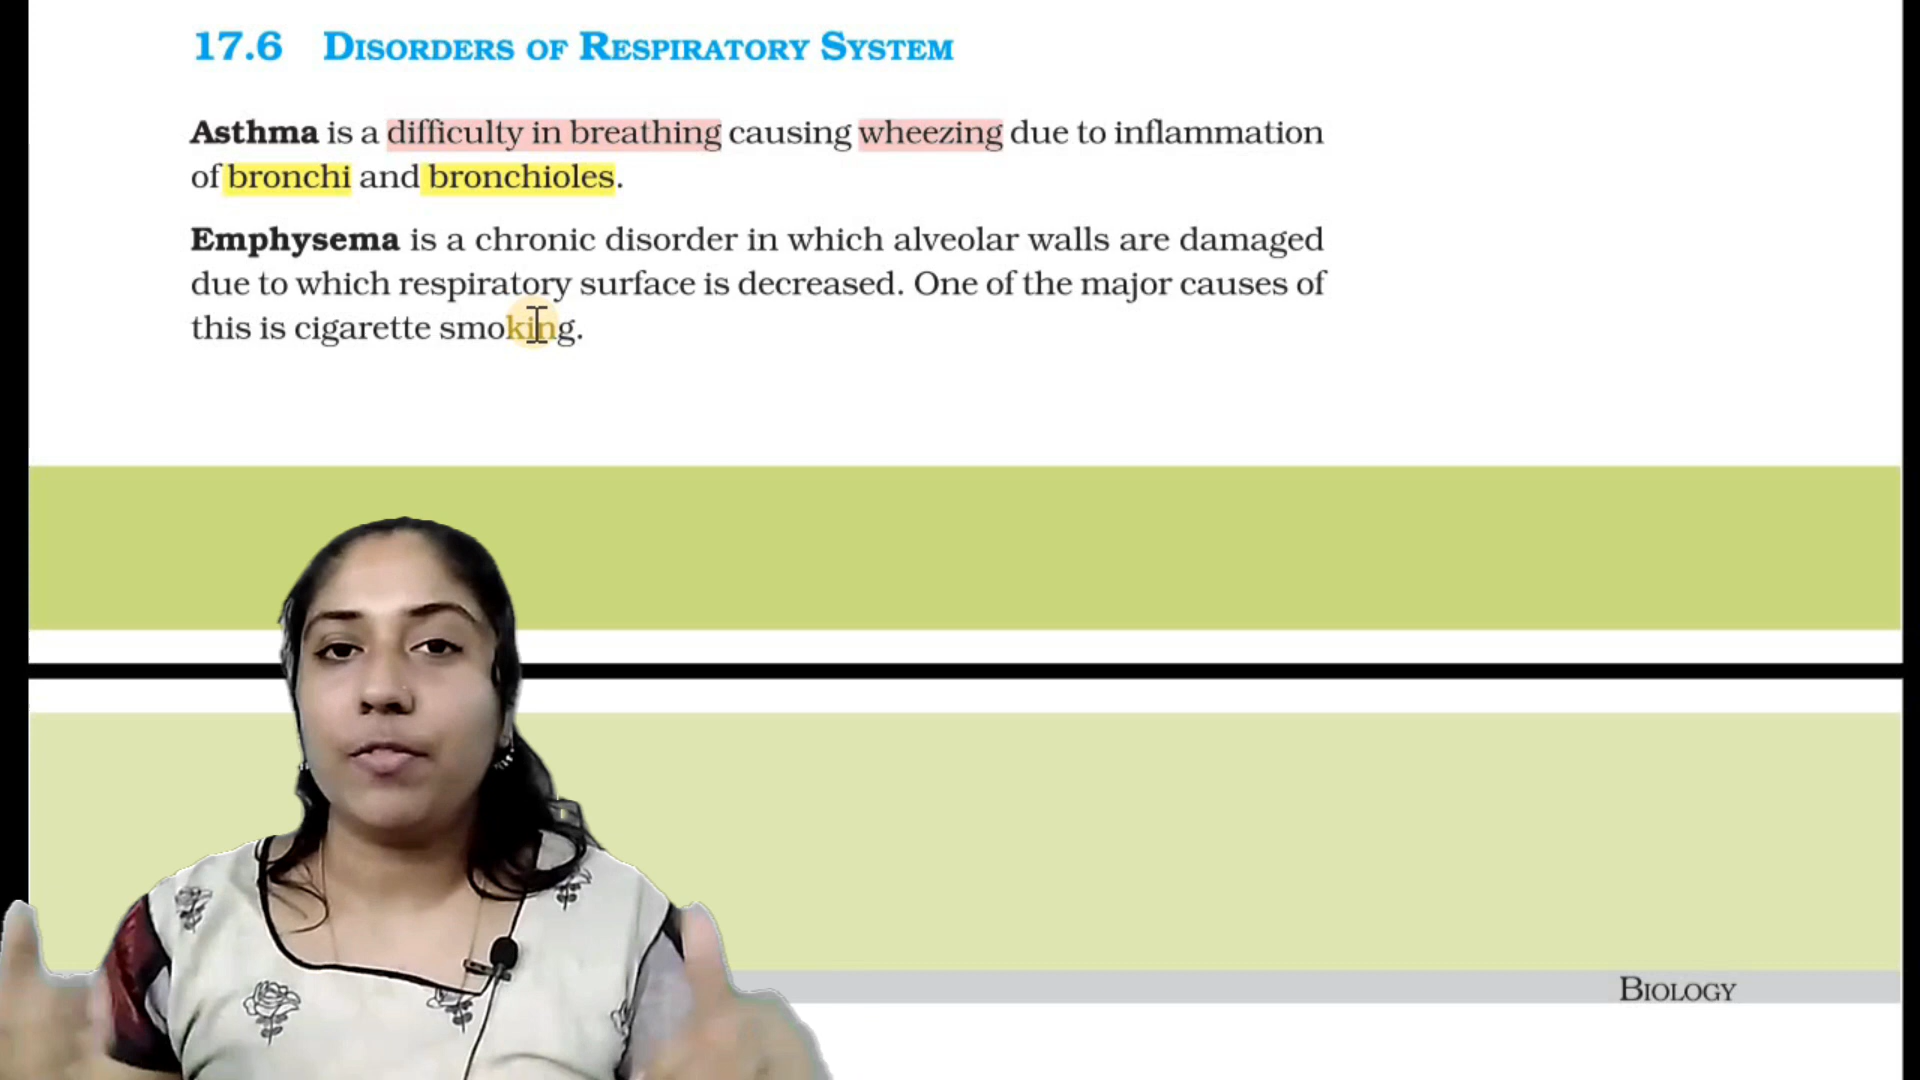 17.6 DISORDERS OF RESPIRATORY SYSTEM
Asthma is a difficulty in breathing causing wheezing due to inflammation
of bronchi and bronchioles.
Emphysema is a chronic disorder in which alveolar walls are damaged
due to which respiratory surface is decreased. One of the major causes of
this is cigarette smoking.
BIOLOGY